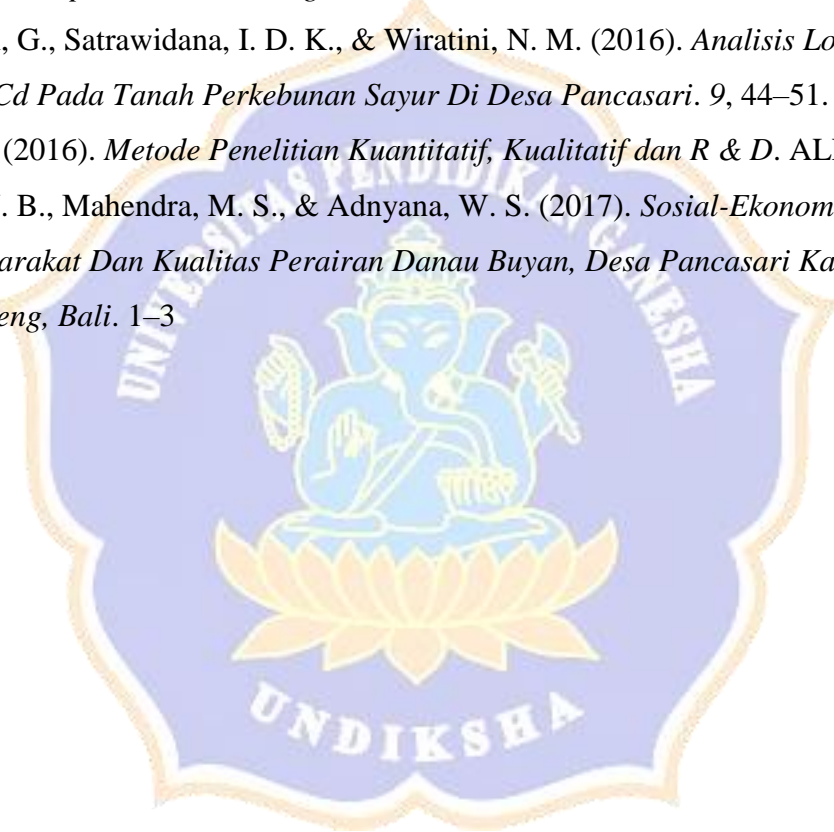 , G., Satrawidana, I. D. K., & Wiratini, N. M. (2016). Analisis Lo
Cd Pada Tanah Perkebunan Sayur Di Desa Pancasari. 9, 44–51.
(2016). Metode Penelitian Kuantitatif, Kualitatif dan R & D.
B., Mahendra, M. S., & Adnyana, W. S. (2017). Sosial-Ekonom
arakat Dan Kualitas Perairan Danau Buyan, Desa Pancasari Ka
eng, Bali. 1–3
UNIVERSITAS PENDIDIKAN GANESHA
UNDIKSHA